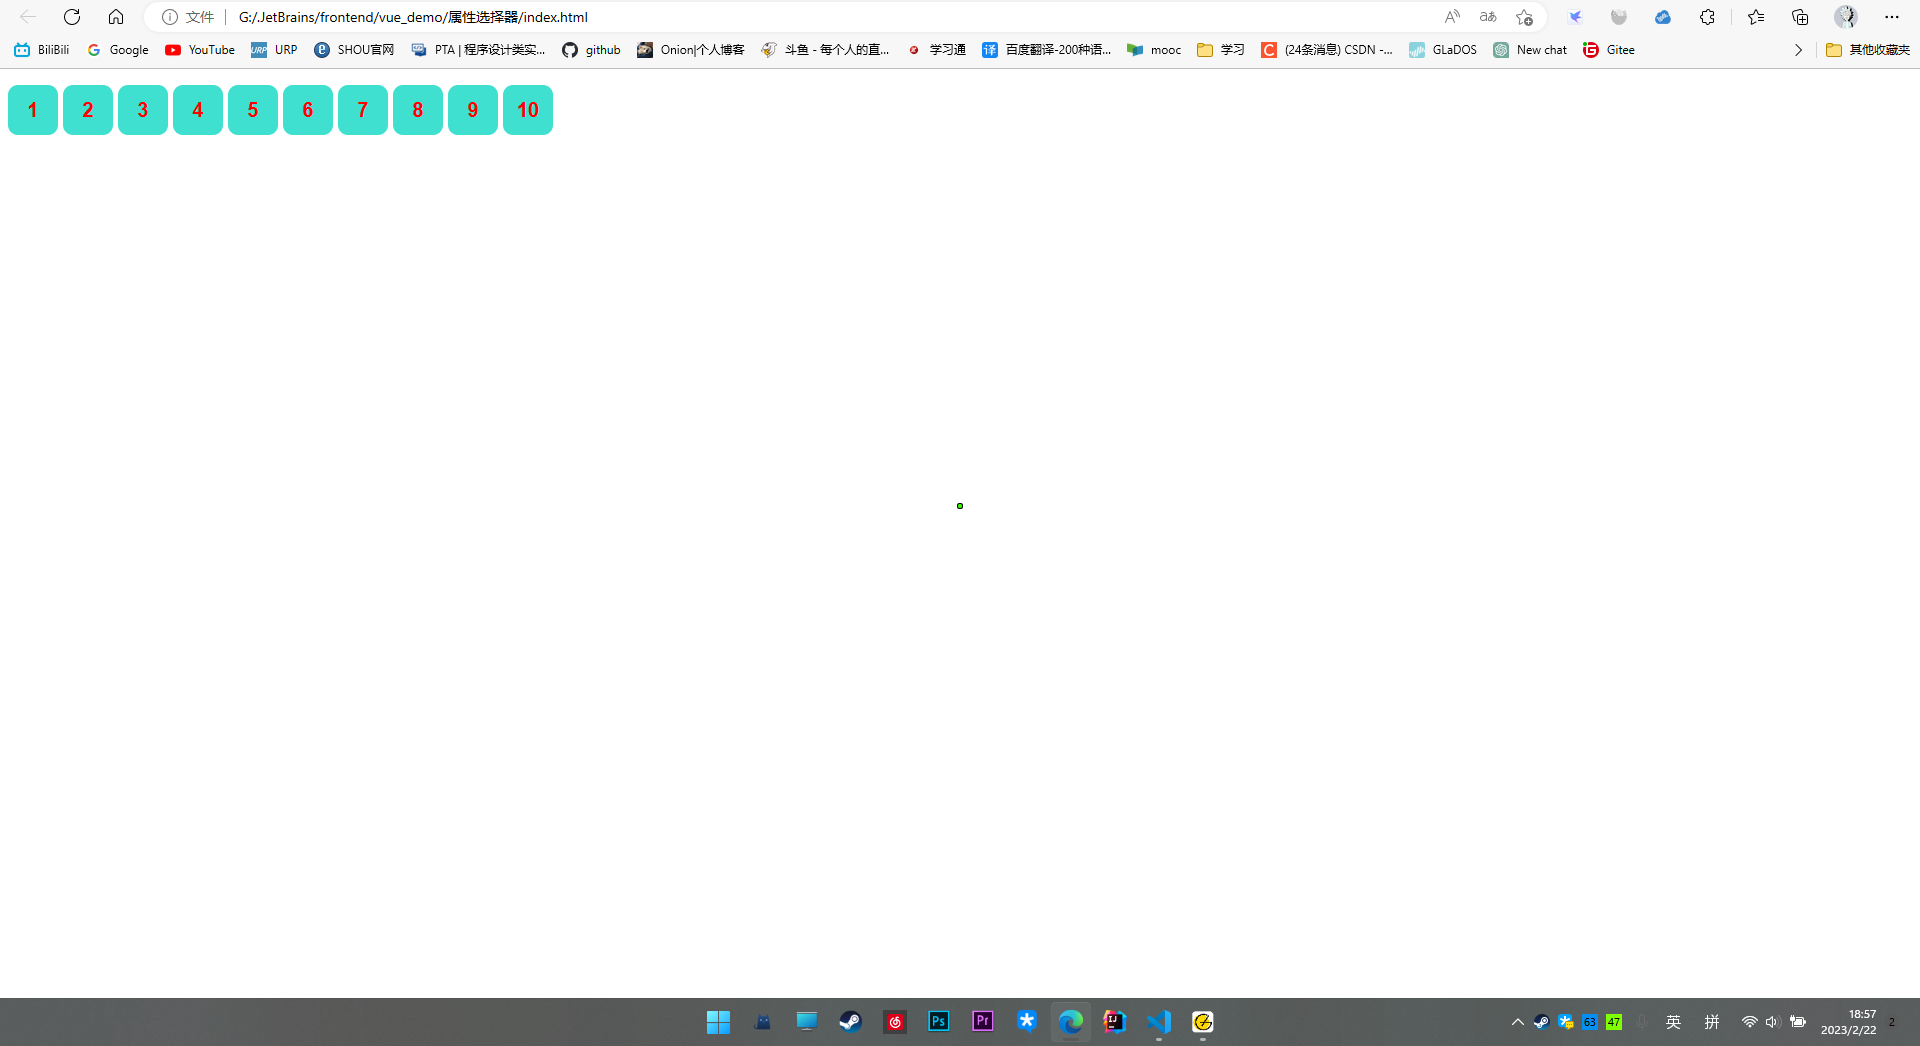 文件 G:/JetBrains/frontend/vue_demo/属性选择器/index.html
BiliBili Google YouTube URP SHOU官网 PTA | 程序设计类实... github Onion|个人博客 斗鱼 - 每个人的直... 学习通 百度翻译-200种语... mooc 学习 (24条消息) CSDN -... GLaDOS New chat Gitee 其他收藏夹
1 2 3 4 5 6 7 8 9 10
63 47 英 拼 18:57 2
2023/2/22